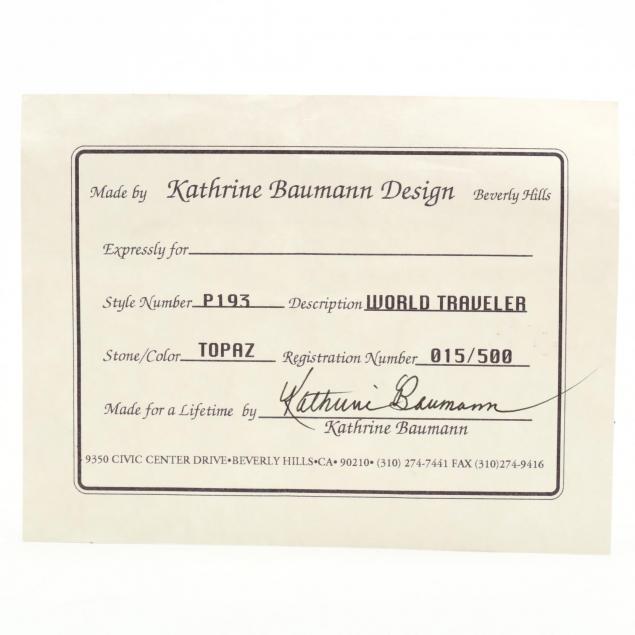 Made by Kathrine Baumann Design Beverly Hills
Expressly for
Style Number P193 Description WORLD TRAVELER
Stone/Color TOPAZ Registration Number 015/500
Made for a Lifetime by Kathrine Baumann
Kathrine Baumann
9350 CIVIC CENTER DRIVE•BEVERLY HILLS•CA• 90210• (310) 274-7441 FAX (310)274-9416